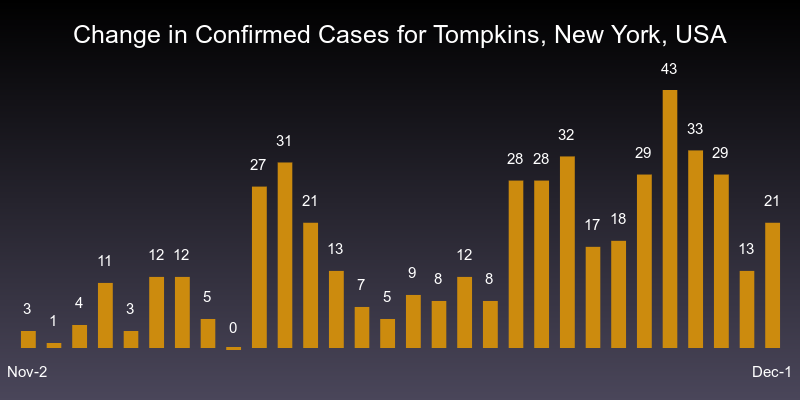 Change in Confirmed Cases for Tompkins, New York, USA
3 1 4 11 3 12 12 5 0 27 31 21 13 7 5 9 8 12 8 28 28 32 17 18 29 43 33 29 13 21
Nov-2 Dec-1